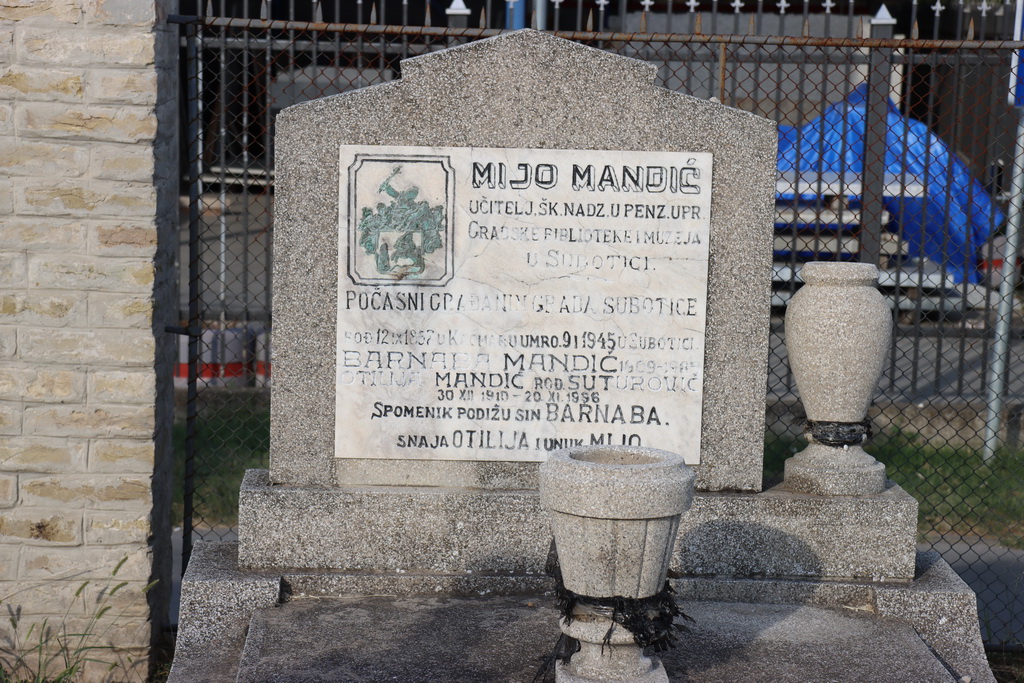 MIJO MANDIĆ
UČITELJ, ŠK. NADZ. U PENZ. UPR.
GRADSKE BIBLIOTEKE I MUZEJA
U SUBOTICI.
POČASNI GRAĐANIN GRADA SUBOTICE
ROĐ 12 IX 1857 U UMRO. 9 I 1945 U SUBOTICI.
BARNABA MANDIĆ
OTILIJA MANDIĆ ROĐ. SUTUROVIĆ
30 XII 1910 - 20 XI. 1996
SPOMENIK PODIŽU SIN BARNABA.
SNAJA OTILIJA I UNUK MIJO